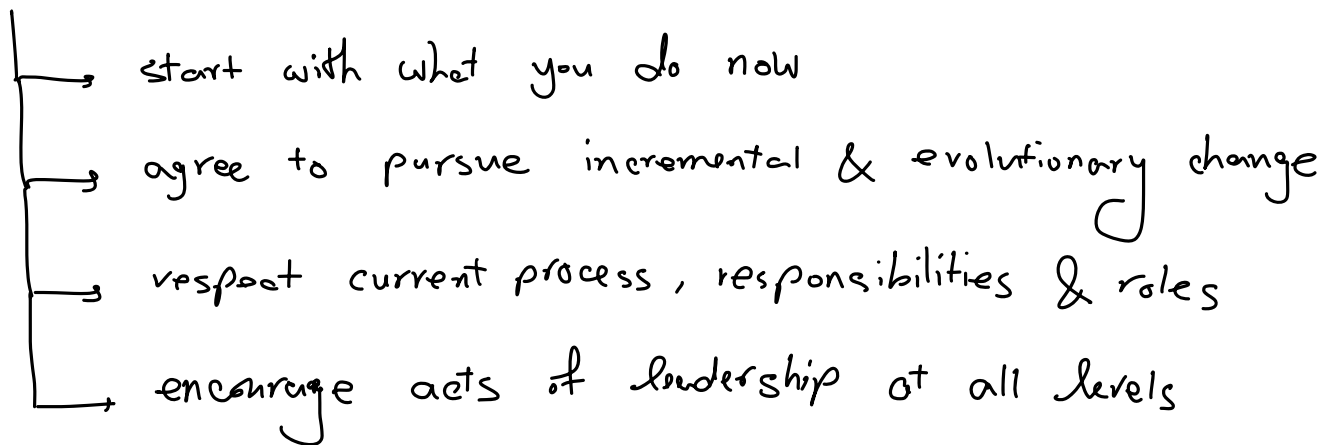 start with what you do now
agree to pursue incremental & evolutionary change
respect current process, responsibilities & roles
encourage acts of leadership at all levels